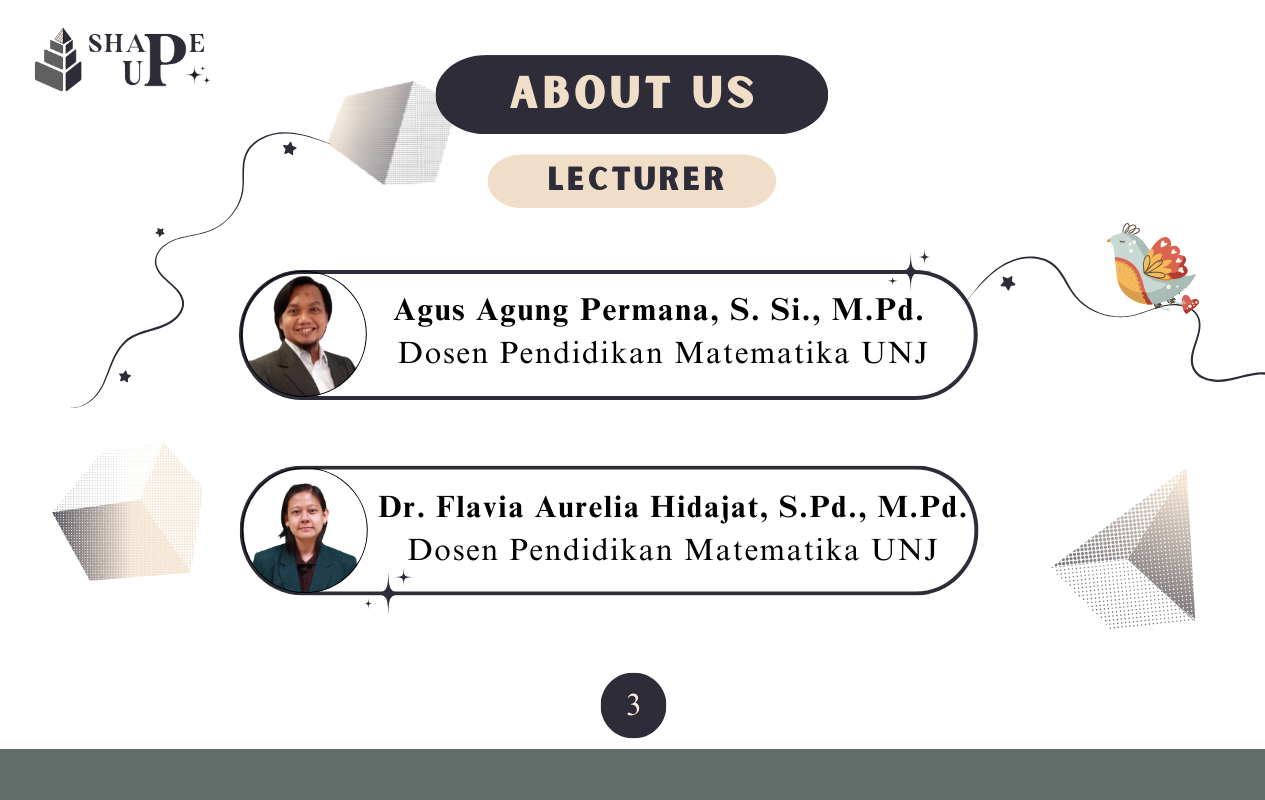 SHAPE
UP
ABOUT US
LECTURER
Agus Agung Permana, S. Si., M.Pd.
Dosen Pendidikan Matematika UNJ
Dr. Flavia Aurelia Hidajat, S.Pd., M.Pd.
Dosen Pendidikan Matematika UNJ
3